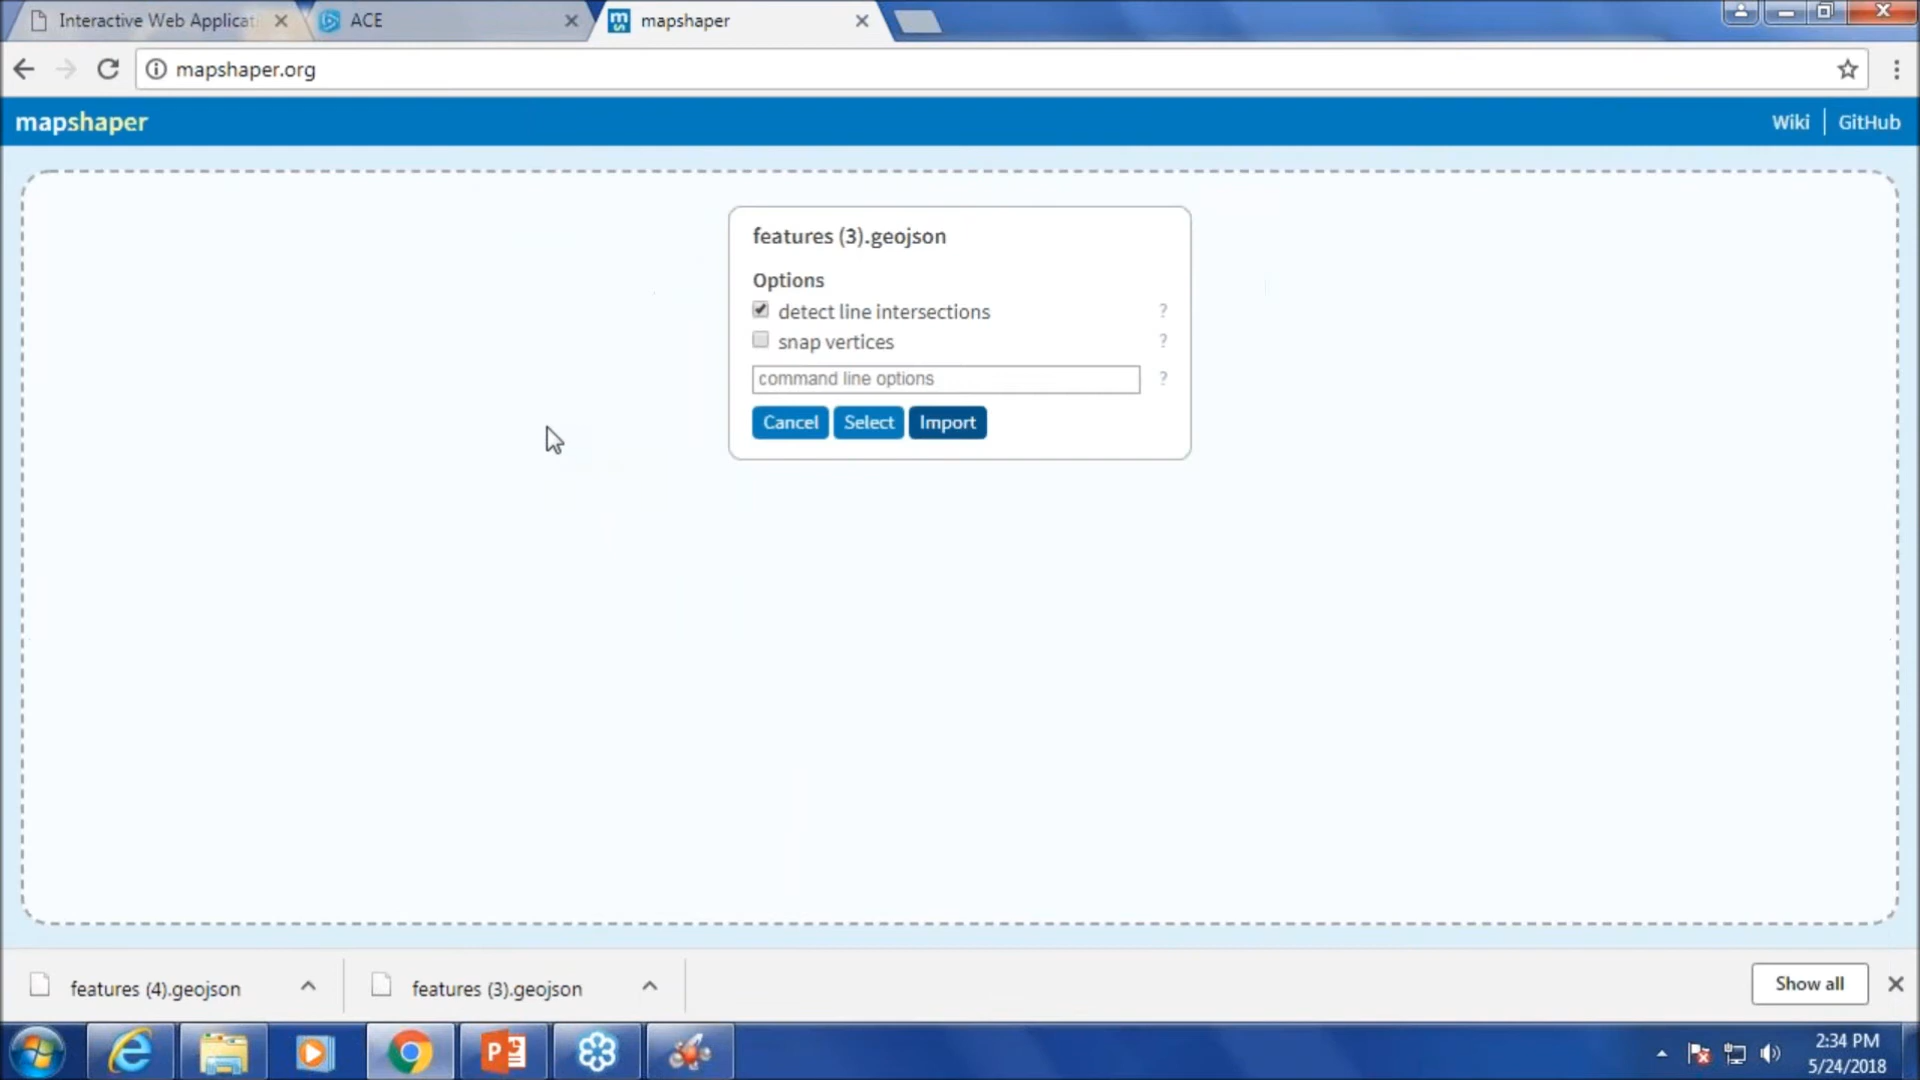 Interactive Web Applicat
ACE
mapshaper
mapshaper.org
mapshaper
Wiki
GitHub
features (3).geojson
Options
detect line intersections
?
snap vertices
?
command line options
?
Cancel
Select
Import
features (4).geojson
features (3).geojson
Show all
2:34 PM
5/24/2018